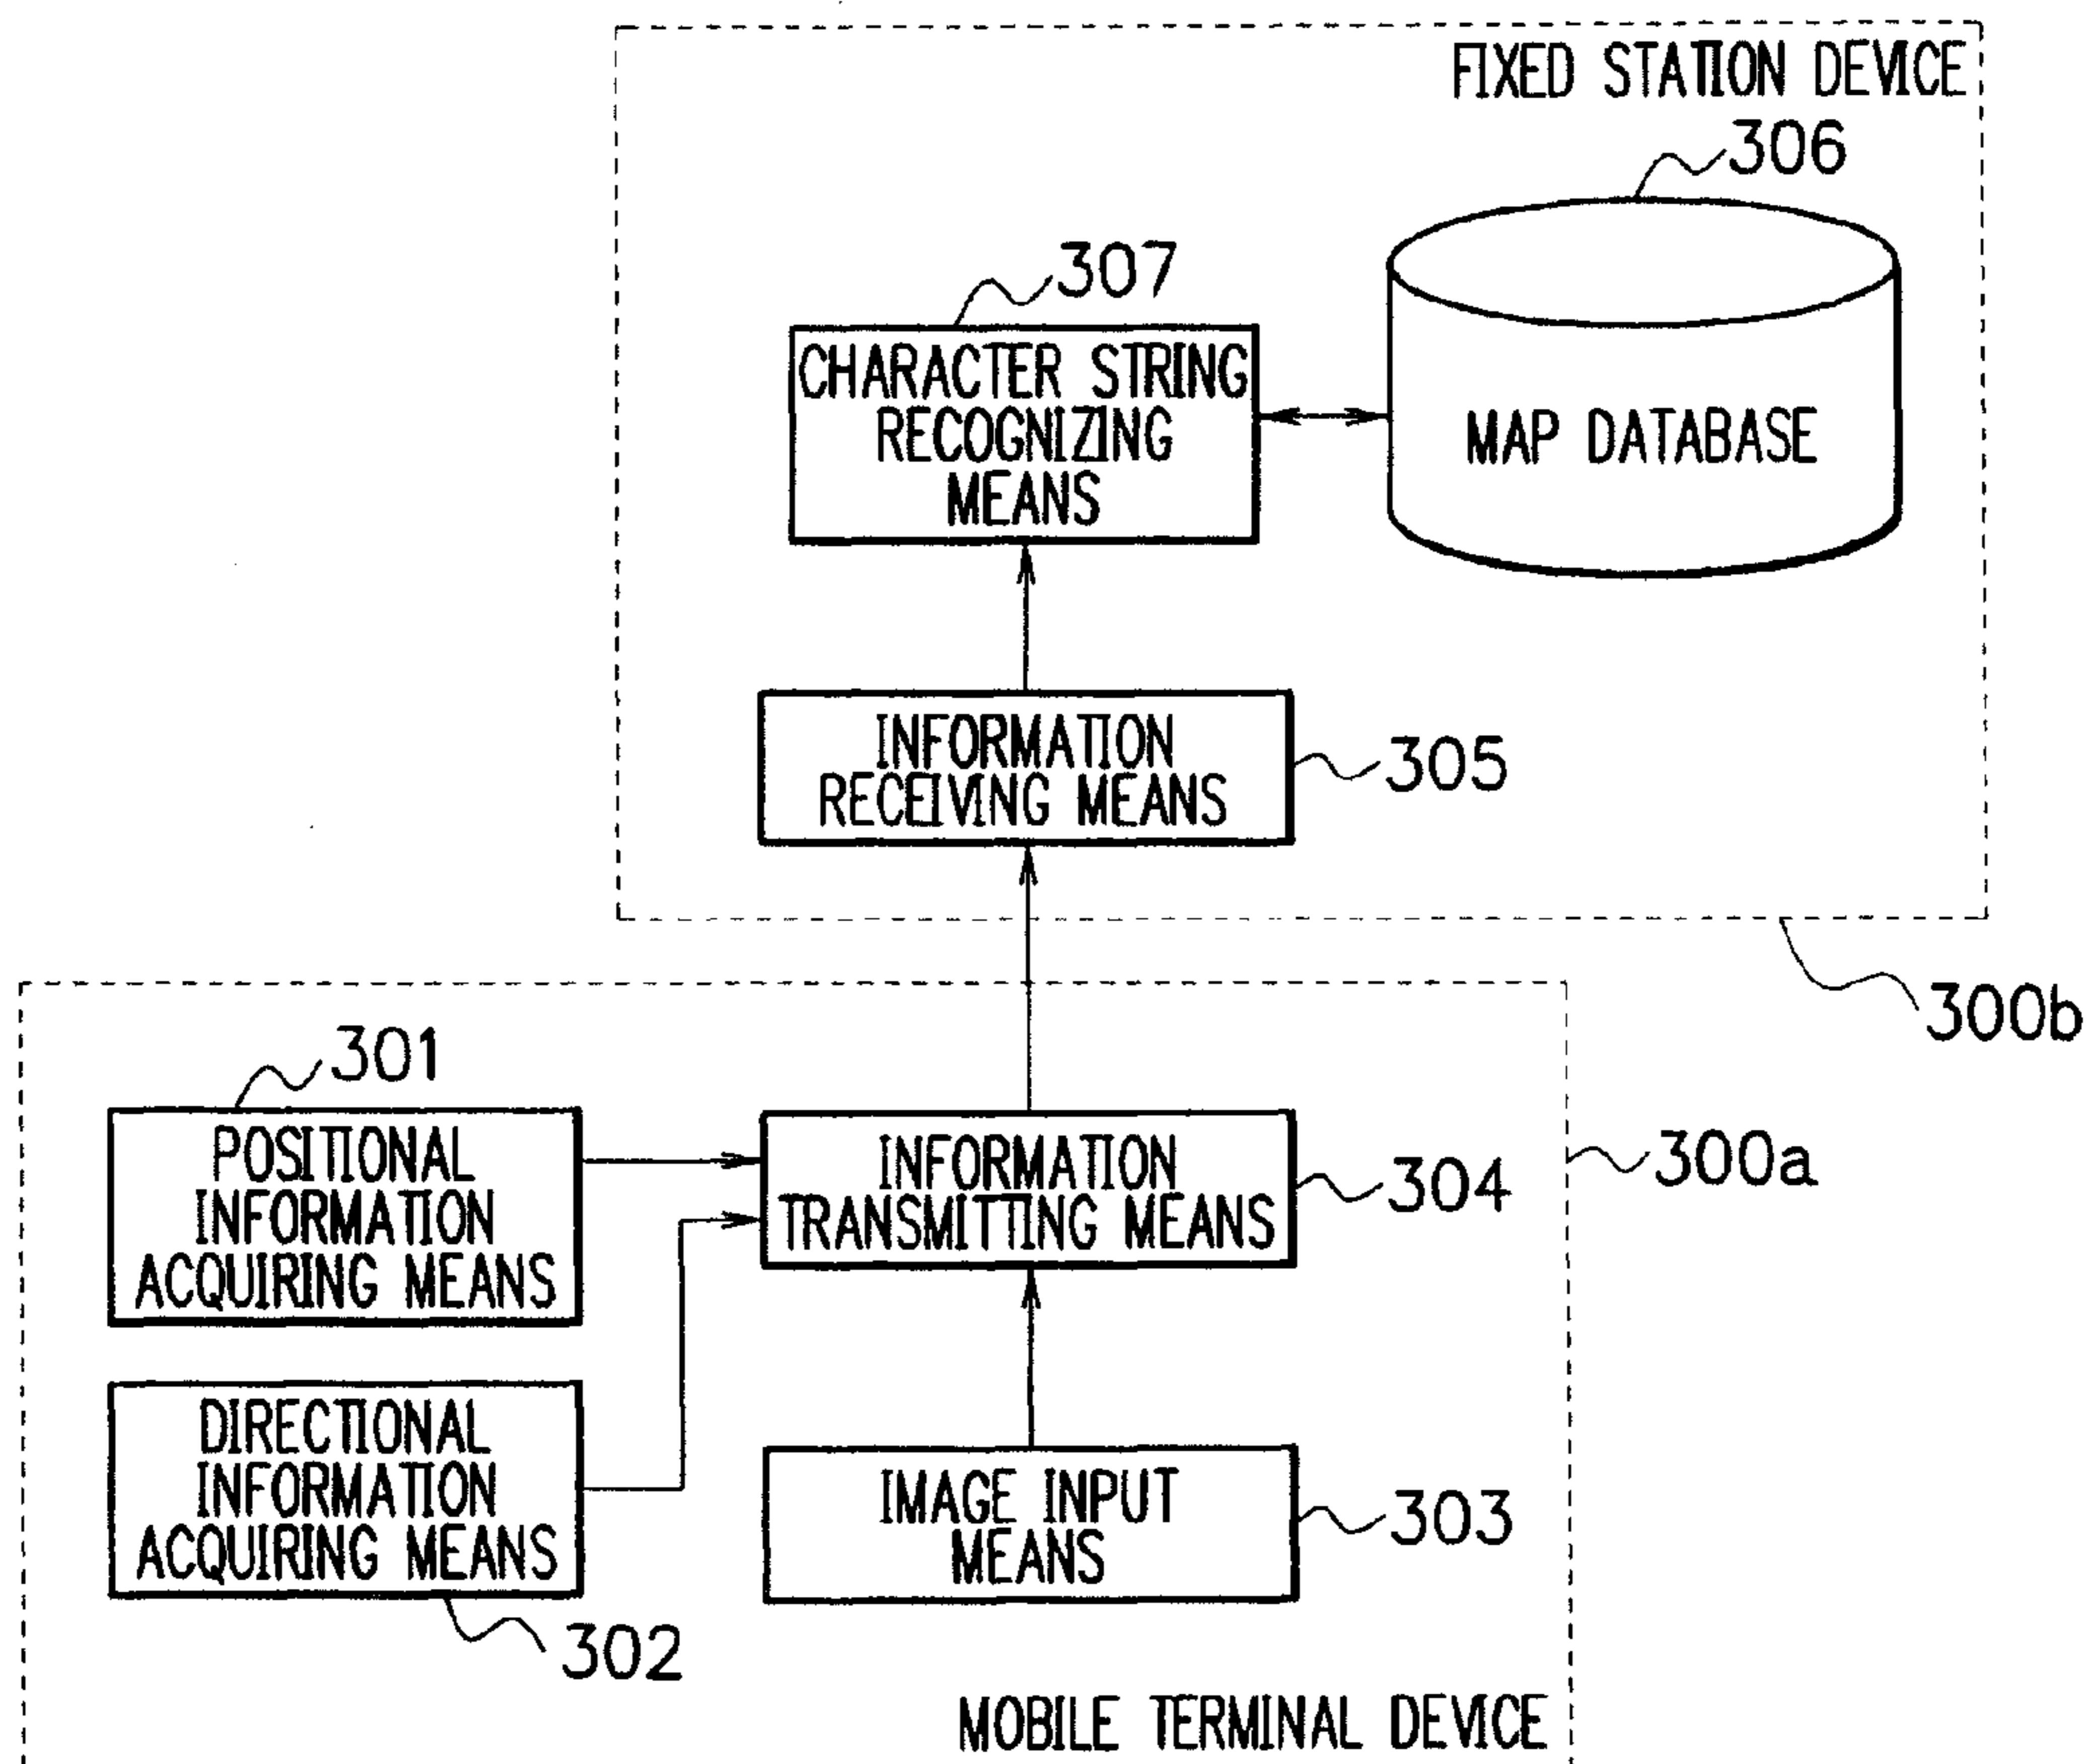 FIXED STATION DEVICE
306
307
CHARACTER STRING
RECOGNIZING
MEANS
MAP DATABASE
INFORMATION
RECEIVING MEANS
305
300b
301
POSITIONAL
INFORMATION
ACQUIRING MEANS
INFORMATION
TRANSMITTING MEANS
304
300a
DIRECTIONAL
INFORMATION
ACQUIRING MEANS
302
IMAGE INPUT
MEANS
303
MOBILE TERMINAL DEVICE